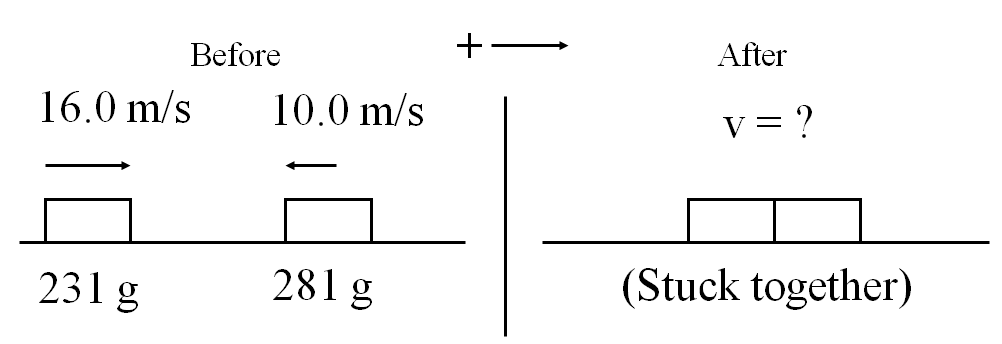 Before
+
After
16.0 m/s
10.0 m/s
v = ?
231 g
281 g
(Stuck together)